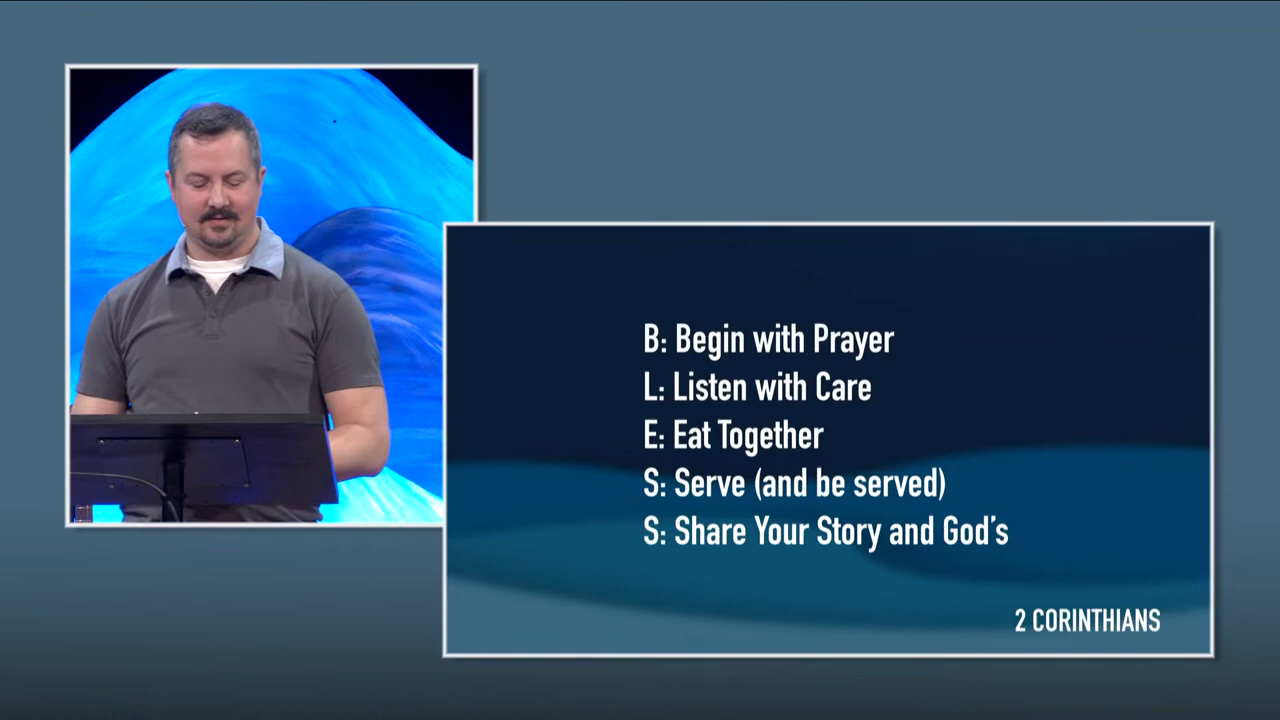 B: Begin with Prayer
L: Listen with Care
E: Eat Together
S: Serve (and be served)
S: Share Your Story and God’s
2 CORINTHIANS